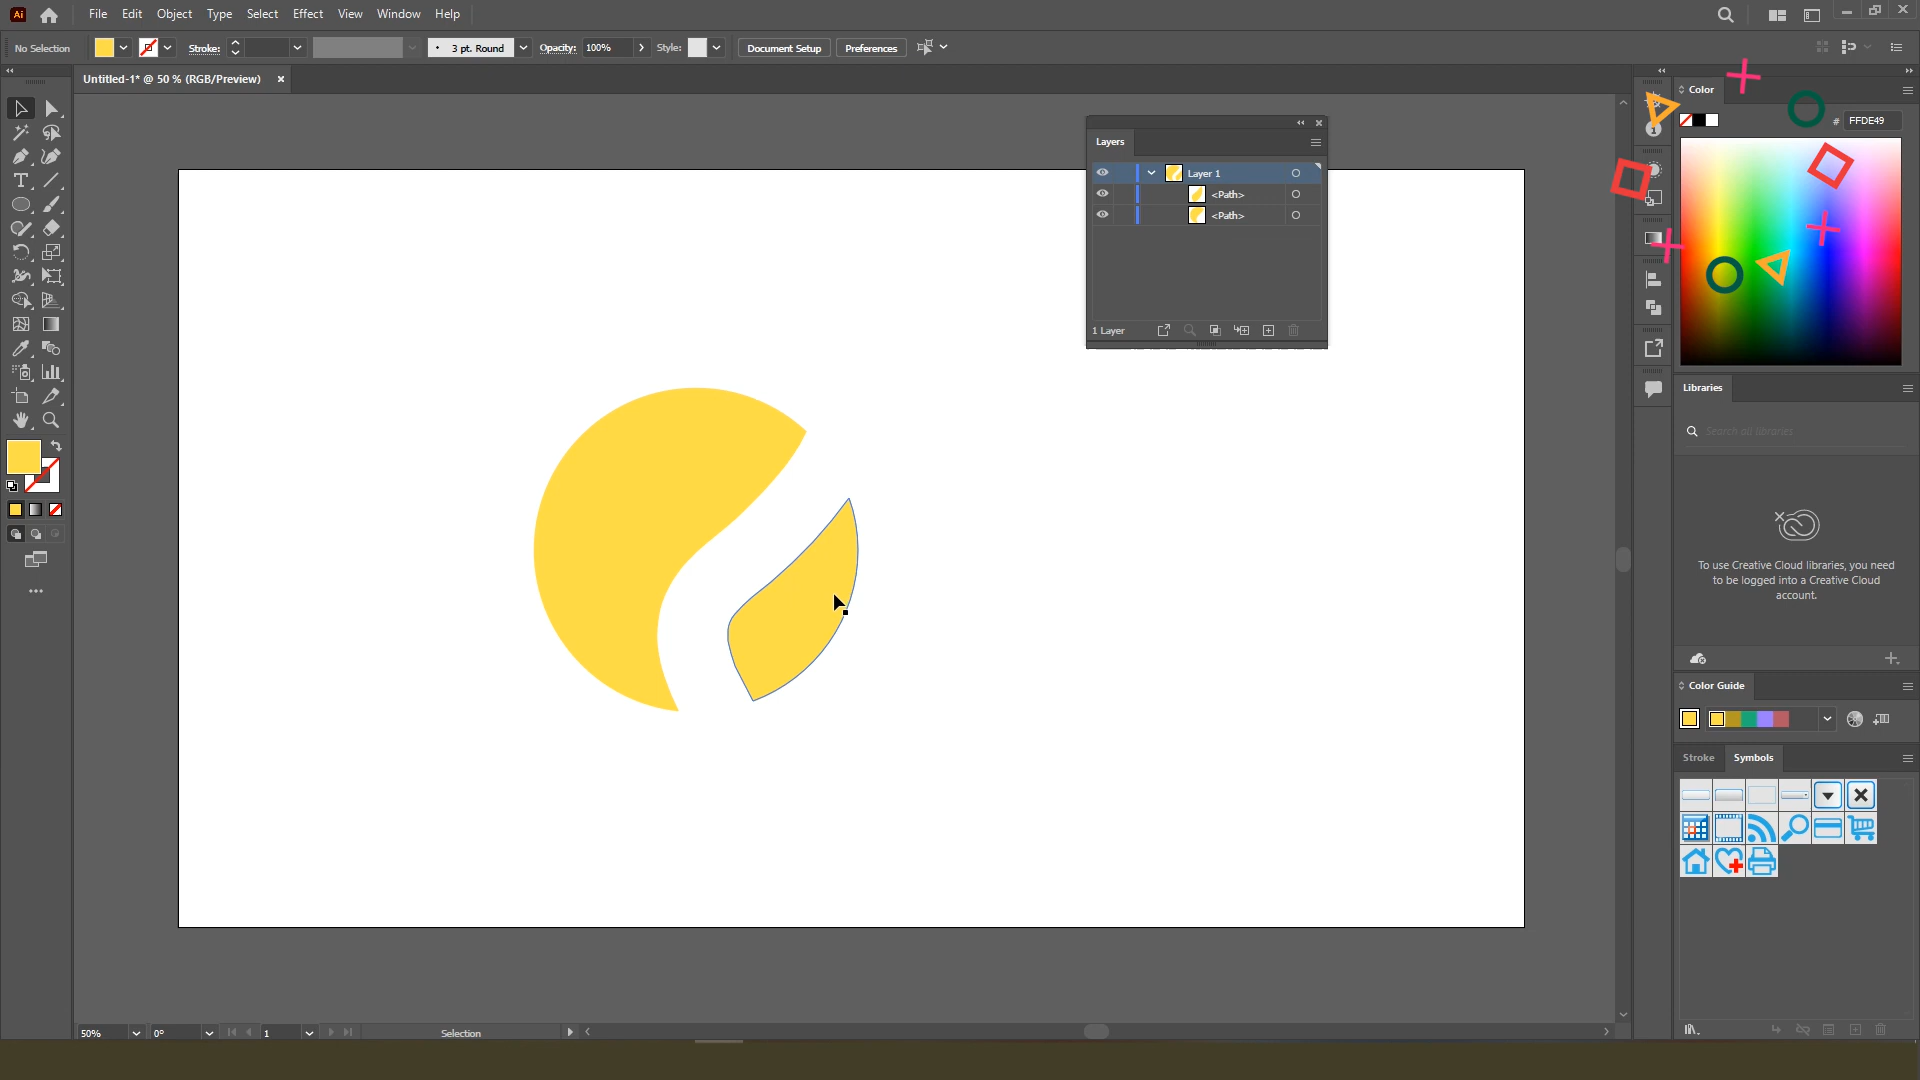 Ai File Edit Object Type Select Effect View Window Help
No Selection Stroke: 3 pt. Round Opacity: 100% Style: Document Setup Preferences
Untitled-1* @ 50 % (RGB/Preview)
Color
# FFDE49
Layers
Layer 1
<Path>
<Path>
1 Layer
Libraries
Search all libraries
To use Creative Cloud libraries, you need
to be logged into a Creative Cloud
account.
Color Guide
Stroke Symbols
50% 0° 1 Selection